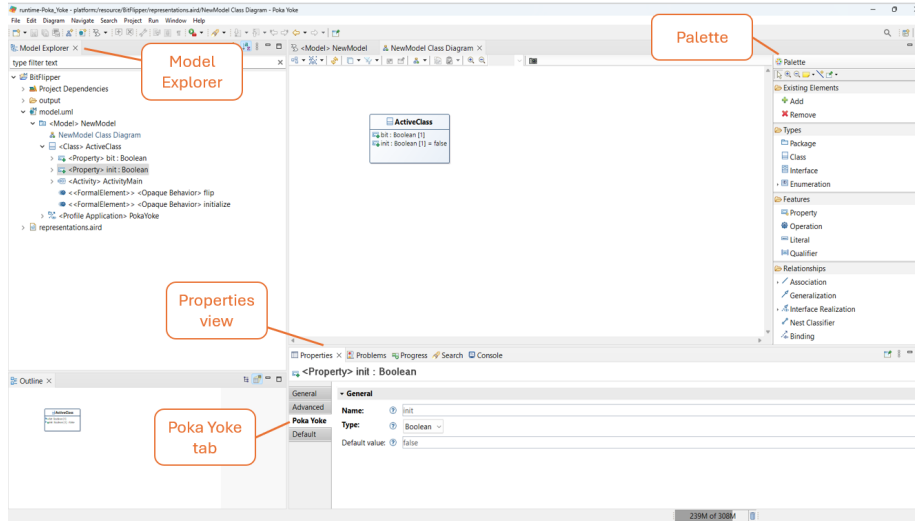 runtime-Poka_Yoke - platform:/resource/BitFlipper/representations.aird/NewModel Class Diagram - Poka Yoke
File Edit Diagram Navigate Search Project Run Window Help
Model Explorer
type filter text
BitFlipper
Project Dependencies
output
model.uml
<Model> NewModel
NewModel Class Diagram
<Class> ActiveClass
<Property> bit : Boolean
<Property> init : Boolean
<Activity> ActivityMain
<<FormalElement>> <Opaque Behavior> flip
<<FormalElement>> <Opaque Behavior> initialize
<Profile Application> PokaYoke
representations.aird
Model
Explorer
<Model> NewModel
NewModel Class Diagram
ActiveClass
bit : Boolean [1]
init : Boolean [1] = false
Palette
Palette
Existing Elements
Add
Remove
Types
Package
Class
Interface
Enumeration
Features
Property
Operation
Literal
Qualifier
Relationships
Association
Generalization
Interface Realization
Nest Classifier
Binding
Properties
view
Properties
Problems
Progress
Search
Console
<Property> init : Boolean
General
Advanced
Poka Yoke
Default
General
Name:
init
Type:
Boolean
Default value:
false
Outline
ActiveClass
Poka Yoke
tab
239M of 308M